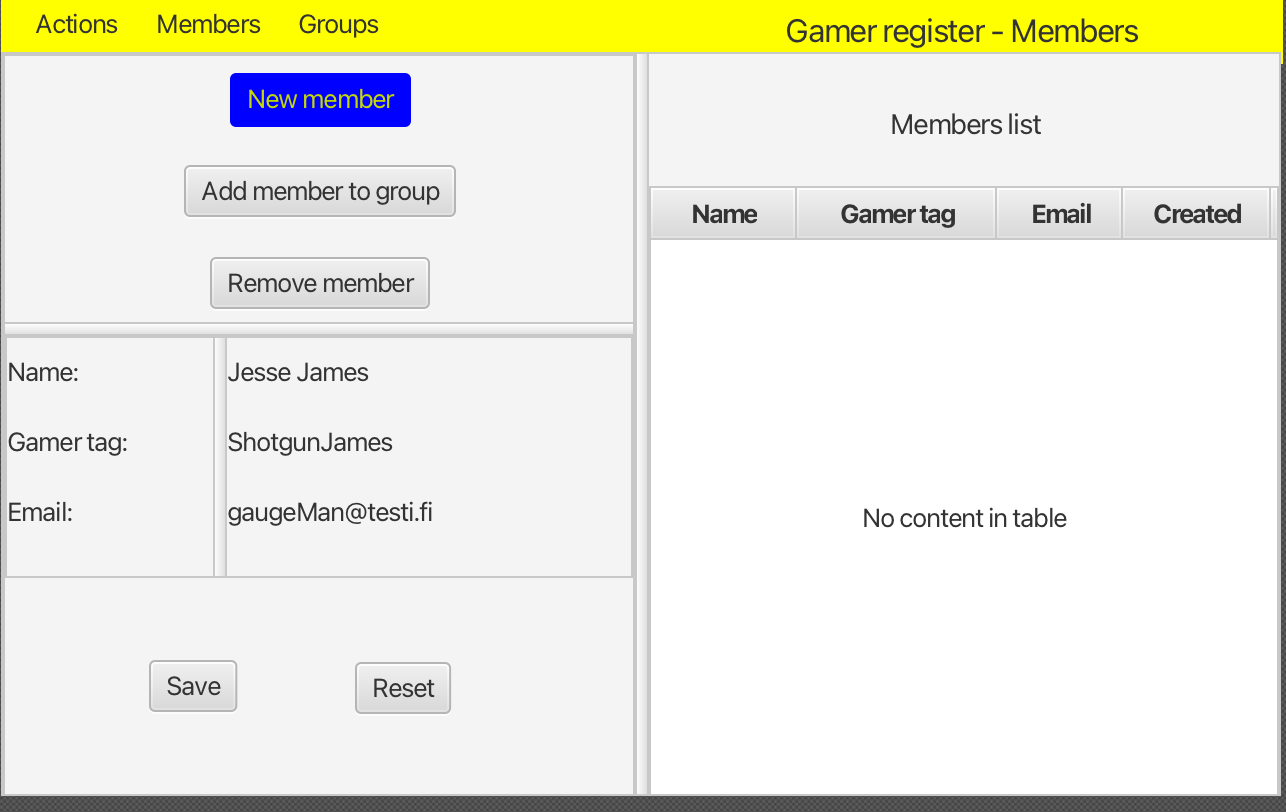 Actions Members Groups
Gamer register - Members
New member
Add member to group
Remove member
Name: Jesse James
Gamer tag: ShotgunJames
Email: gaugeMan@testi.fi
Save Reset
Members list
Name Gamer tag Email Created
No content in table